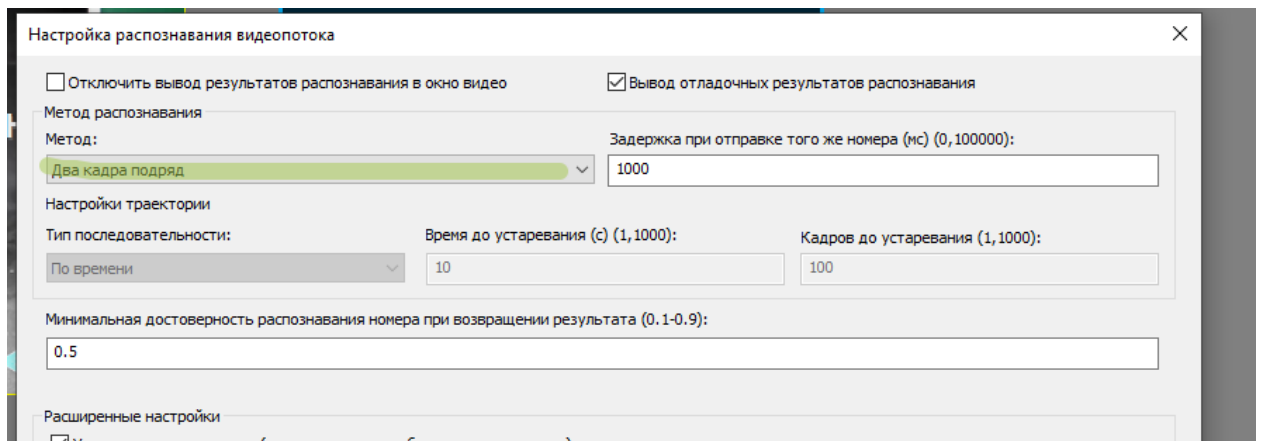 Настройка распознавания видеопотока
Отключить вывод результатов распознавания в окно видео
Вывод отладочных результатов распознавания
Метод распознавания
Метод:
Задержка при отправке того же номера (мс) (0,100000):
Два кадра подряд
1000
Настройки траектории
Тип последовательности:
Время до устаревания (с) (1,1000):
Кадров до устаревания (1,1000):
По времени
10
100
Минимальная достоверность распознавания номера при возвращении результата (0.1-0.9):
0.5
Расширенные настройки